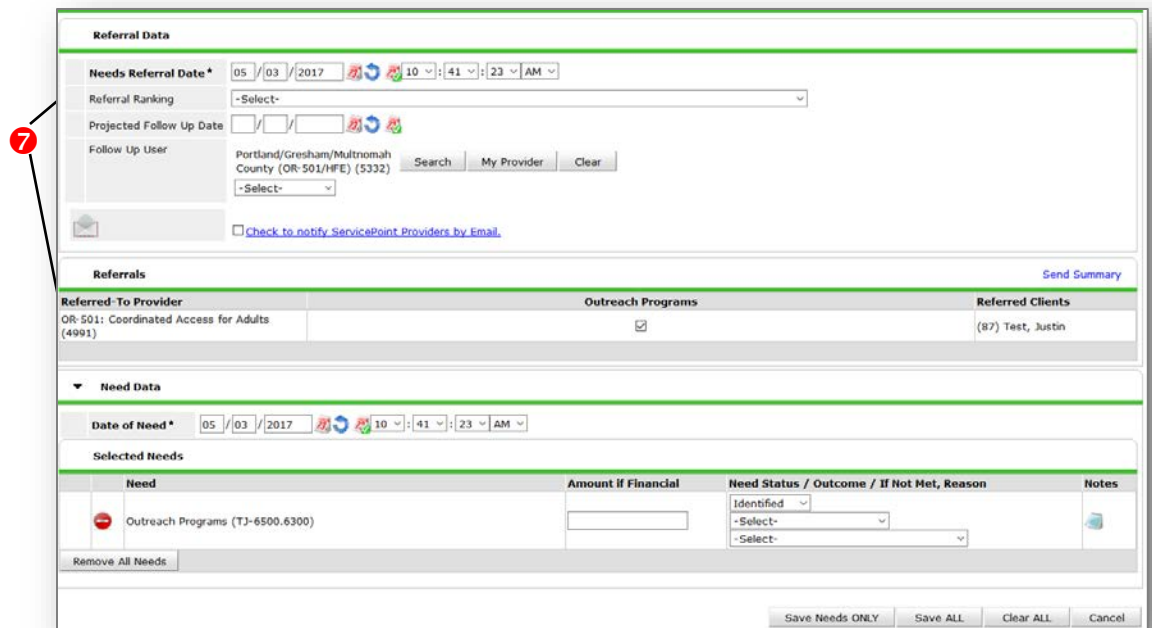 Referral Data
Needs Referral Date* 05 / 03 / 2017 10 : 41 : 23 AM
Referral Ranking -Select-
Projected Follow Up Date / /
Follow Up User Portland/Gresham/Multnomah County (OR-501/HFE) (5332) Search My Provider Clear
-Select-
Check to notify ServicePoint Providers by Email.
7
Referrals Send Summary
Referred-To Provider Outreach Programs Referred Clients
OR-501: Coordinated Access for Adults (4991) (87) Test, Justin
Need Data
Date of Need* 05 / 03 / 2017 10 : 41 : 23 AM
Selected Needs
Need Amount if Financial Need Status / Outcome / If Not Met, Reason Notes
Identified
Outreach Programs (TJ-6500.6300) -Select-
-Select-
Remove All Needs
Save Needs ONLY Save ALL Clear ALL Cancel